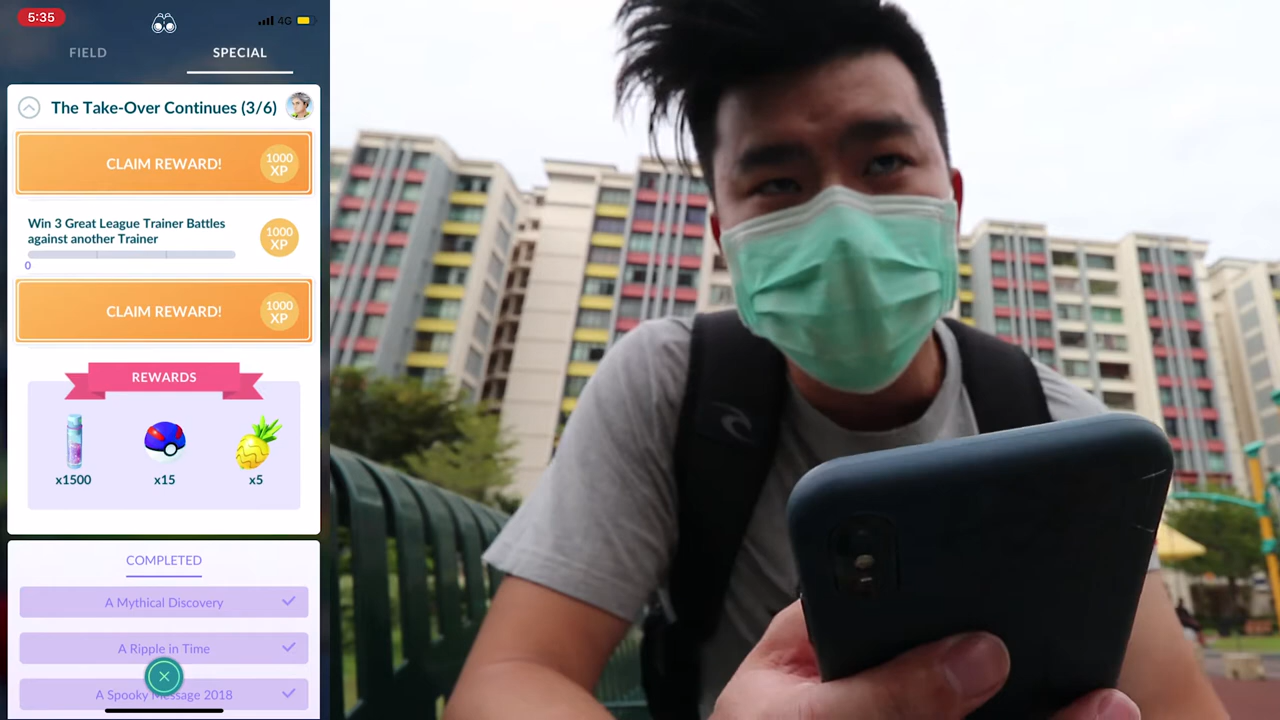 5:35
4G
FIELD
SPECIAL
The Take-Over Continues (3/6)
CLAIM REWARD!
1000
XP
Win 3 Great League Trainer Battles
against another Trainer
1000
XP
0
CLAIM REWARD!
1000
XP
REWARDS
x1500
x15
x5
COMPLETED
A Mythical Discovery
A Ripple in Time
A Spooky Message 2018